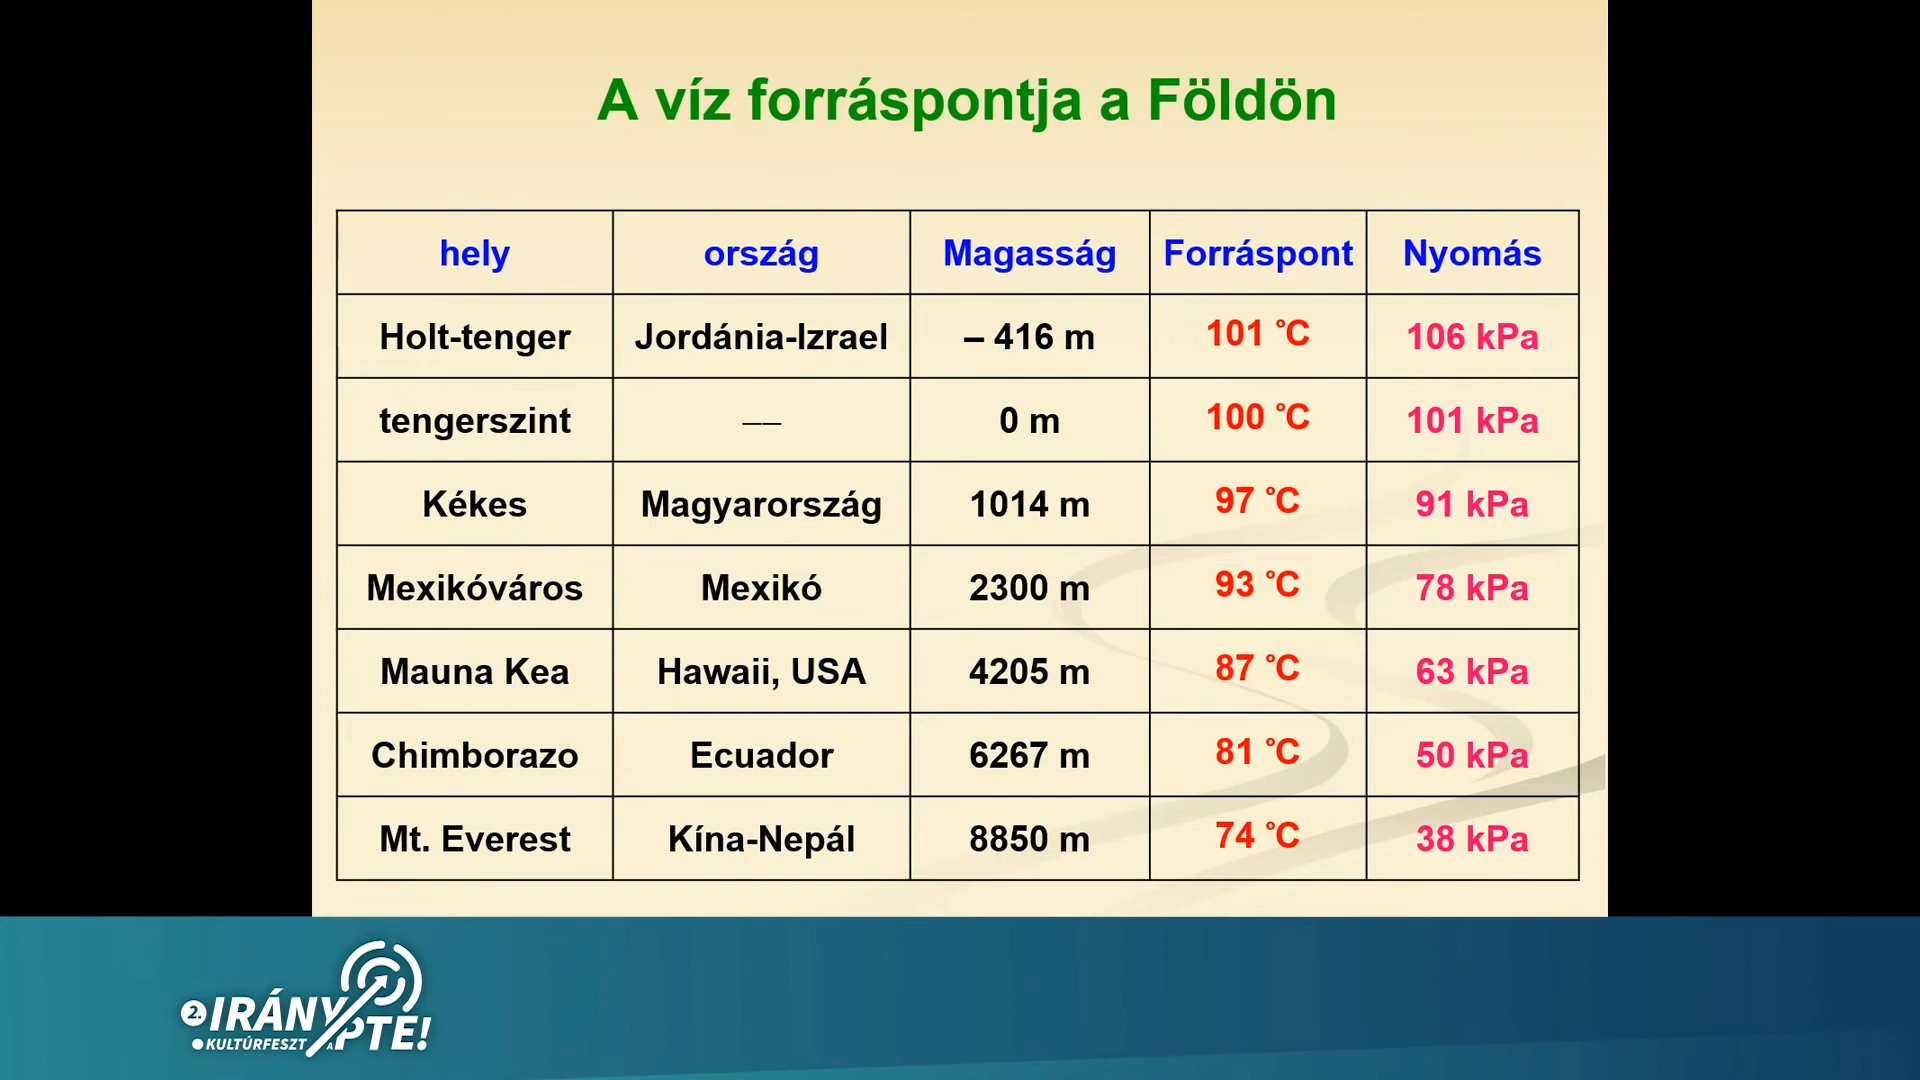 A víz forráspontja a Földön
hely ország Magasság Forráspont Nyomás
Holt-tenger Jordánia-Izrael – 416 m 101 °C 106 kPa
tengerszint –– 0 m 100 °C 101 kPa
Kékes Magyarország 1014 m 97 °C 91 kPa
Mexikóváros Mexikó 2300 m 93 °C 78 kPa
Mauna Kea Hawaii, USA 4205 m 87 °C 63 kPa
Chimborazo Ecuador 6267 m 81 °C 50 kPa
Mt. Everest Kína-Nepál 8850 m 74 °C 38 kPa
2. IRÁNY
KULTÚRFESZT A PTE!